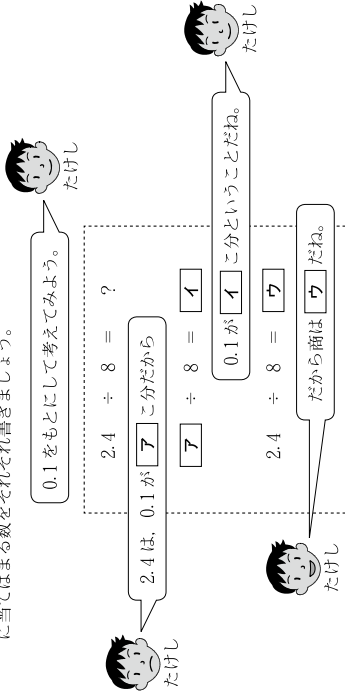 に当てはまる数をそれぞれ書きましょう。
0.1をもとにして考えてみよう。
たけし
2.4 ÷ 8 = ?
2.4は，0.1が ア こ分だから
たけし
ア ÷ 8 = イ
0.1が イ こ分ということだね。
たけし
2.4 ÷ 8 = ウ
だから商は ウ だね。
たけし